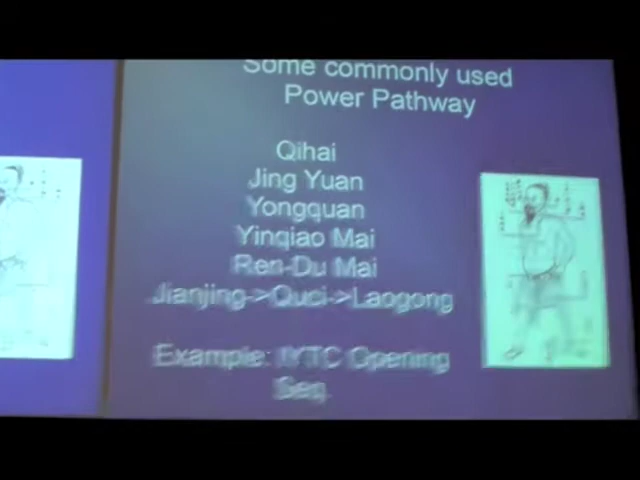 Some commonly used
Power Pathway
Qihai
Jing Yuan
Yongquan
Yinqiao Mai
Ren-Du Mai
Jianjing->Quci->Laogong
Example: IYTC Opening
Seq.